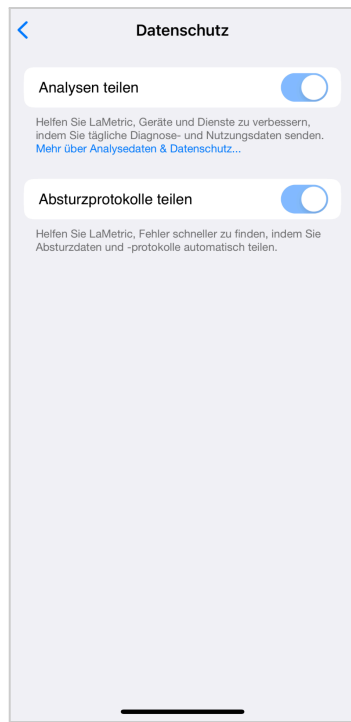 Datenschutz
Analysen teilen
Helfen Sie LaMetric, Geräte und Dienste zu verbessern,
indem Sie tägliche Diagnose- und Nutzungsdaten senden.
Mehr über Analysedaten & Datenschutz...
Absturzprotokolle teilen
Helfen Sie LaMetric, Fehler schneller zu finden, indem Sie
Absturzdaten und -protokolle automatisch teilen.